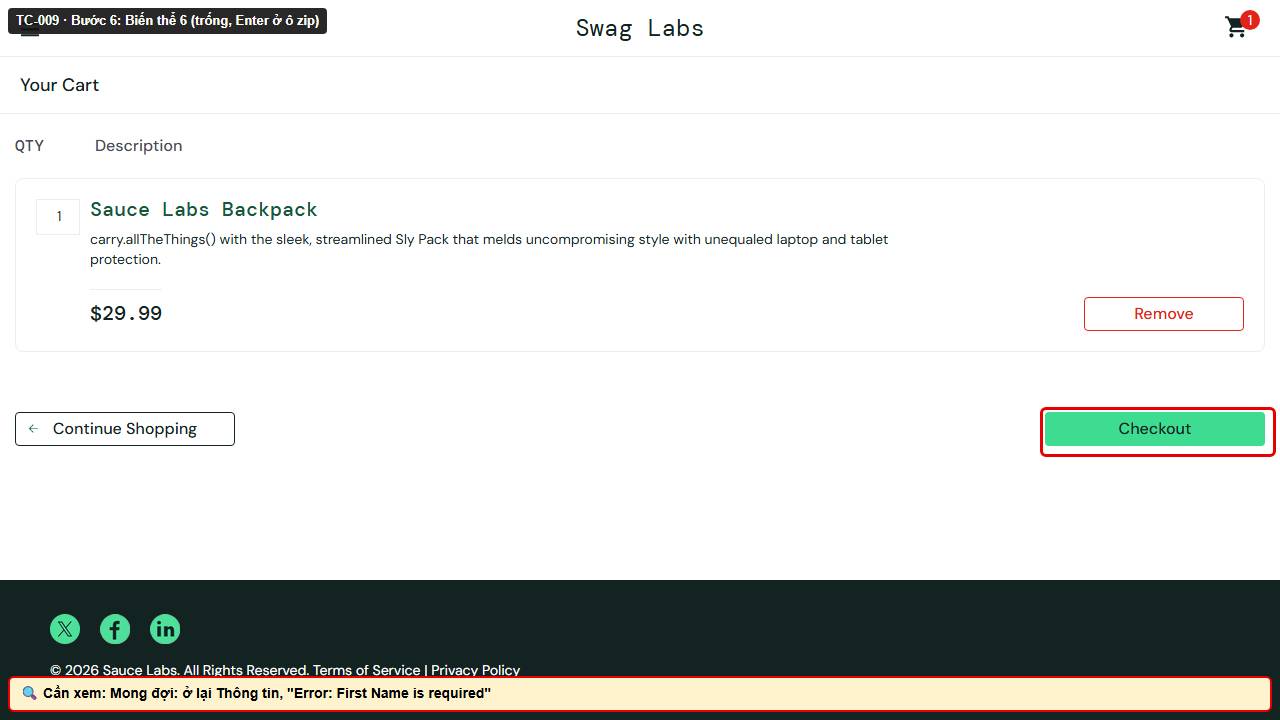 TC-009 · Bước 6: Biến thể 6 (trống, Enter ở ô zip)
Swag Labs
1
Your Cart
QTY
Description
1
Sauce Labs Backpack
carry.allTheThings() with the sleek, streamlined Sly Pack that melds uncompromising style with unequaled laptop and tablet
protection.
$29.99
Remove
Continue Shopping
Checkout
© 2026 Sauce Labs. All Rights Reserved. Terms of Service | Privacy Policy
Cần xem: Mong đợi: ở lại Thông tin, "Error: First Name is required"